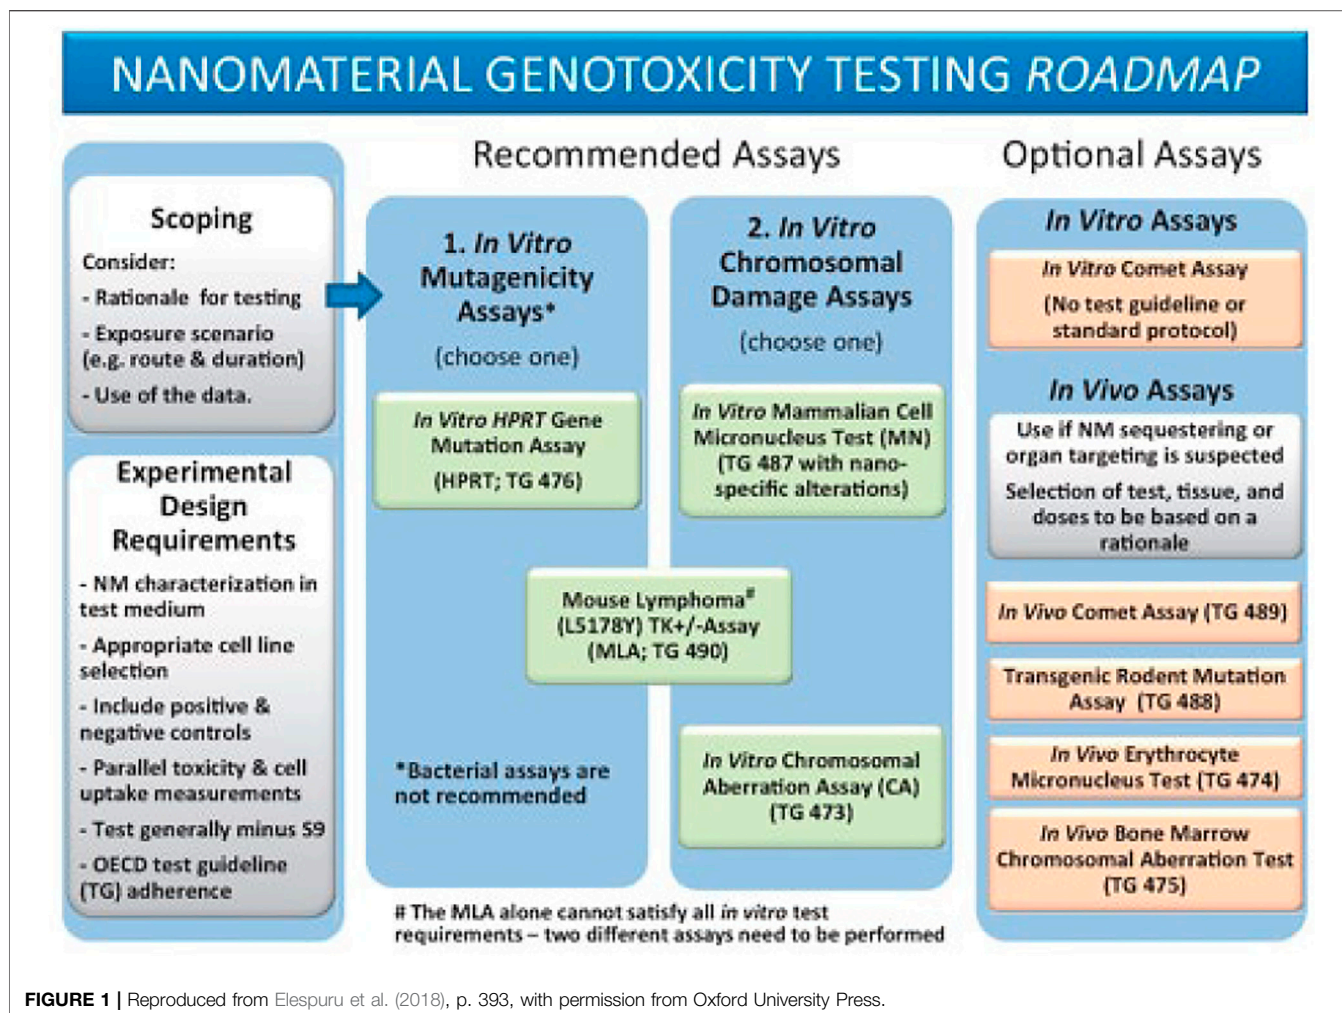 NANOMATERIAL GENOTOXICITY TESTING ROADMAP
Scoping
Consider:
- Rationale for testing
- Exposure scenario
(e.g. route & duration)
- Use of the data.
Experimental
Design
Requirements
- NM characterization in
test medium
- Appropriate cell line
selection
- Include positive &
negative controls
- Parallel toxicity & cell
uptake measurements
- Test generally minus S9
- OECD test guideline
(TG) adherence
Recommended Assays
1. In Vitro
Mutagenicity
Assays*
(choose one)
In Vitro HPRT Gene
Mutation Assay
(HPRT; TG 476)
2. In Vitro
Chromosomal
Damage Assays
(choose one)
In Vitro Mammalian Cell
Micronucleus Test (MN)
(TG 487 with nano-
specific alterations)
Mouse Lymphoma#
(L5178Y) TK+/-Assay
(MLA; TG 490)
*Bacterial assays are
not recommended
In Vitro Chromosomal
Aberration Assay (CA)
(TG 473)
# The MLA alone cannot satisfy all in vitro test
requirements – two different assays need to be performed
Optional Assays
In Vitro Assays
In Vitro Comet Assay
(No test guideline or
standard protocol)
In Vivo Assays
Use if NM sequestering or
organ targeting is suspected
Selection of test, tissue, and
doses to be based on a
rationale
In Vivo Comet Assay (TG 489)
Transgenic Rodent Mutation
Assay (TG 488)
In Vivo Erythrocyte
Micronucleus Test (TG 474)
In Vivo Bone Marrow
Chromosomal Aberration Test
(TG 475)
FIGURE 1 | Reproduced from Elespuru et al. (2018), p. 393, with permission from Oxford University Press.